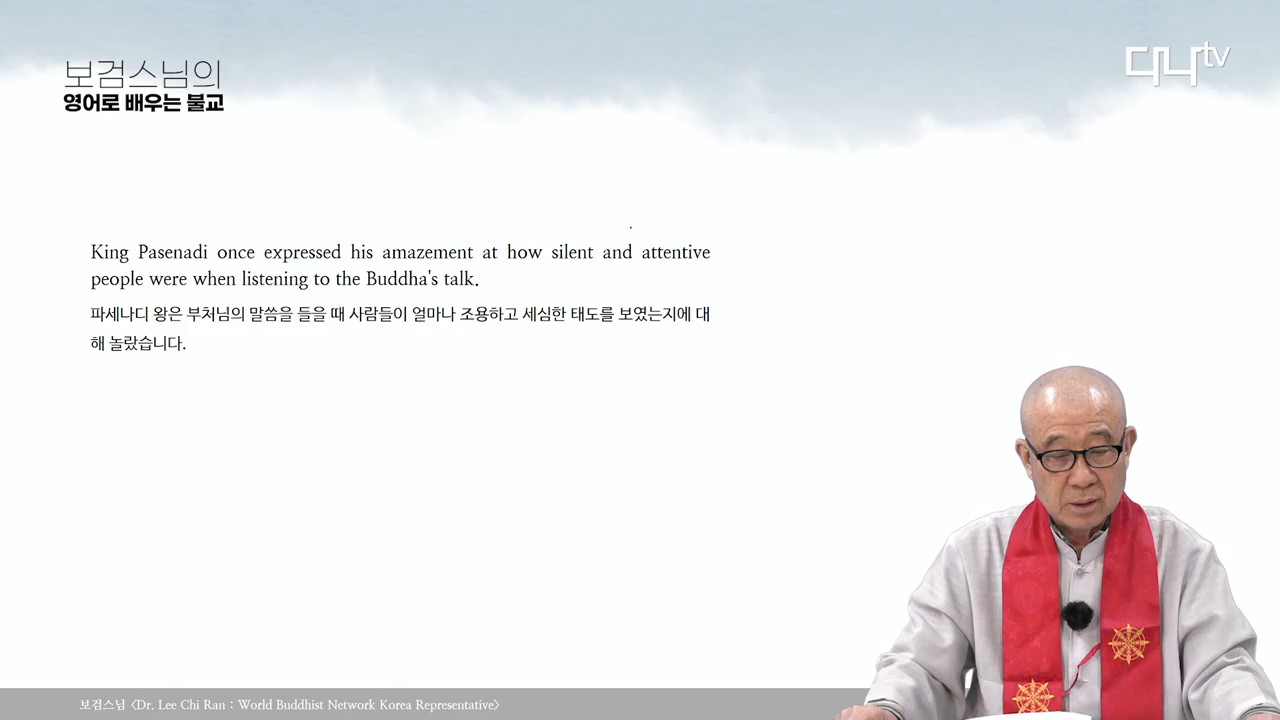 보검스님의
영어로 배우는 불교
디나tv
King Pasenadi once expressed his amazement at how silent and attentive
people were when listening to the Buddha's talk.
파세나디 왕은 부처님의 말씀을 들을 때 사람들이 얼마나 조용하고 세심한 태도를 보였는지에 대
해 놀랐습니다.
보검스님 〈Dr. Lee Chi Ran : World Buddhist Network Korea Representative〉